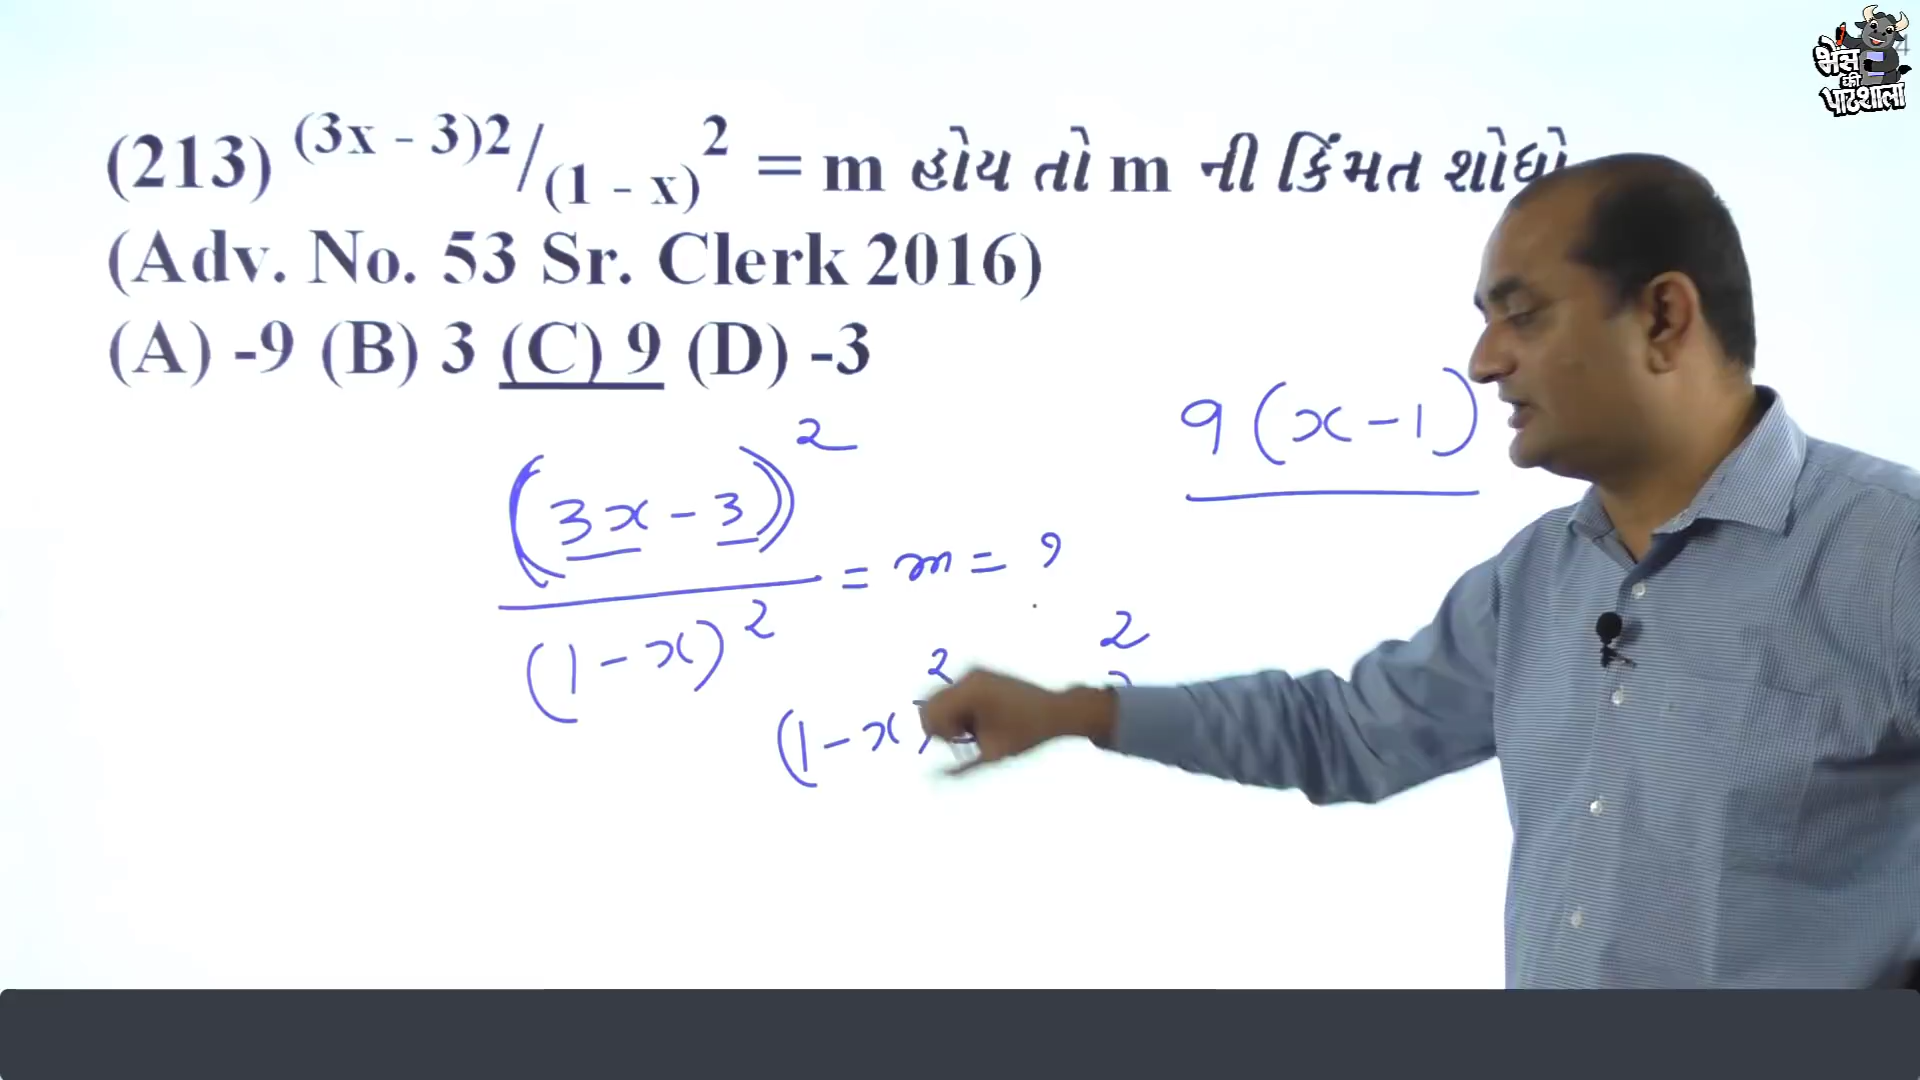 भैंस की पाठशाला
(213) (3x - 3)2/(1 - x)2 = m હોય તો m ની કિંમત શોધો
(Adv. No. 53 Sr. Clerk 2016)
(A) -9 (B) 3 (C) 9 (D) -3
9(x-1)
(3x-3)2
= m = ?
(1-x)2
2
2
(1-x)